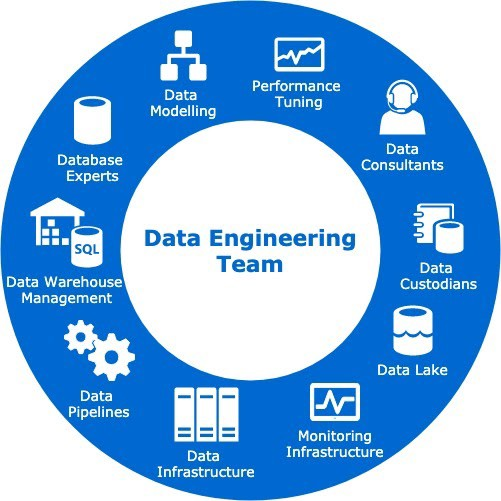 Data
Modelling
Performance
Tuning
Data
Consultants
Database
Experts
Data Engineering
Team
SQL
Data Warehouse
Management
Data
Custodians
Data Lake
Data
Pipelines
Monitoring
Infrastructure
Data
Infrastructure